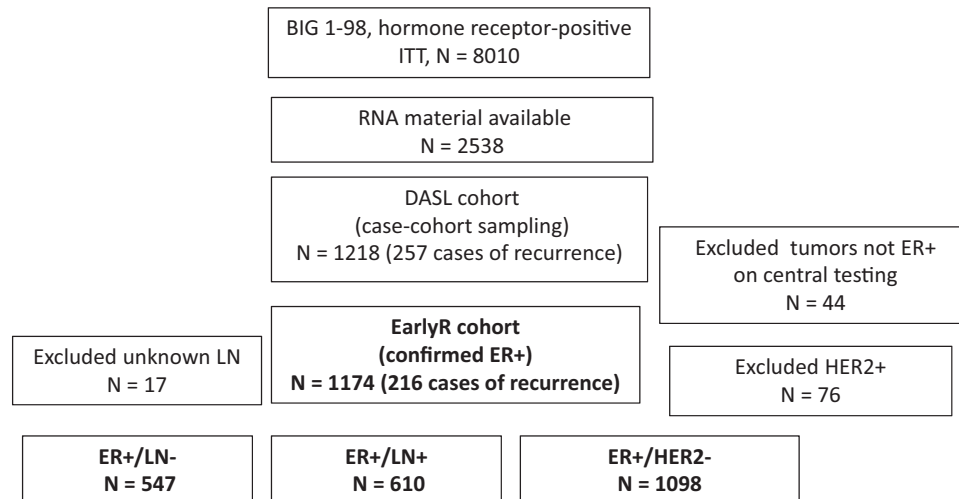 BIG 1-98, hormone receptor-positive
ITT, N = 8010
RNA material available
N = 2538
DASL cohort
(case-cohort sampling)
N = 1218 (257 cases of recurrence)
Excluded tumors not ER+
on central testing
N = 44
EarlyR cohort
(confirmed ER+)
N = 1174 (216 cases of recurrence)
Excluded unknown LN
N = 17
Excluded HER2+
N = 76
ER+/LN-
N = 547
ER+/LN+
N = 610
ER+/HER2-
N = 1098